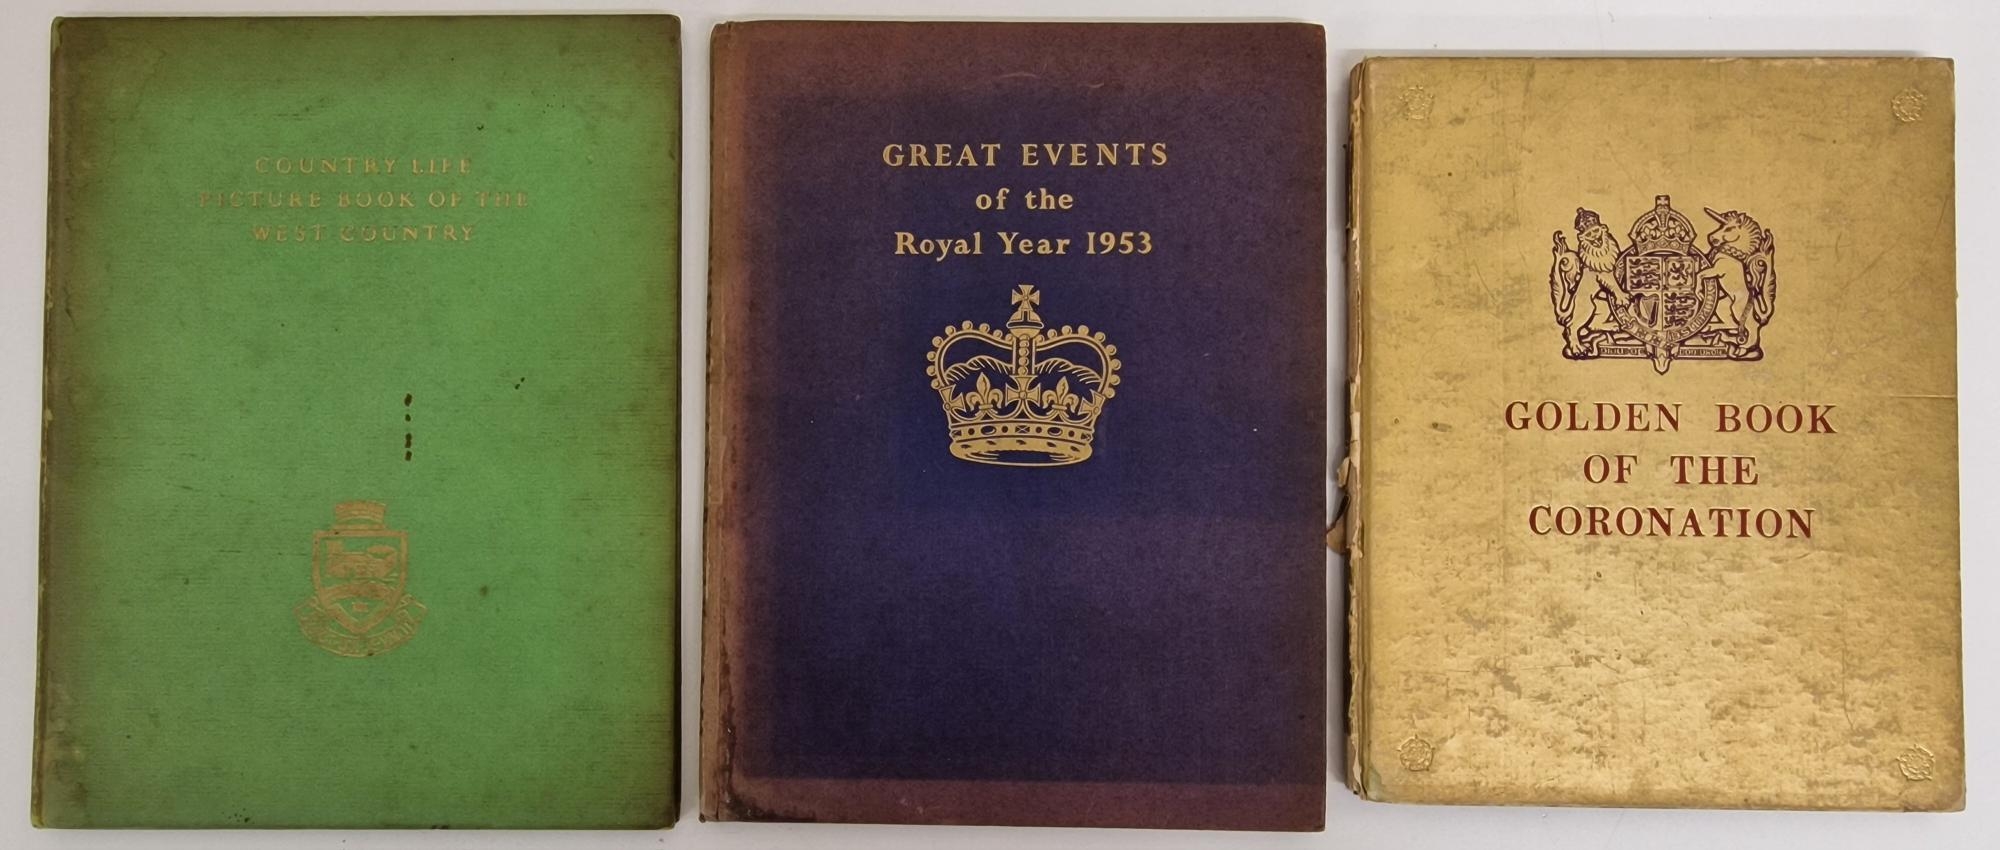 COUNTRY LIFE
PICTURE BOOK OF THE
WEST COUNTRY
GREAT EVENTS
of the
Royal Year 1953
GOLDEN BOOK
OF THE
CORONATION